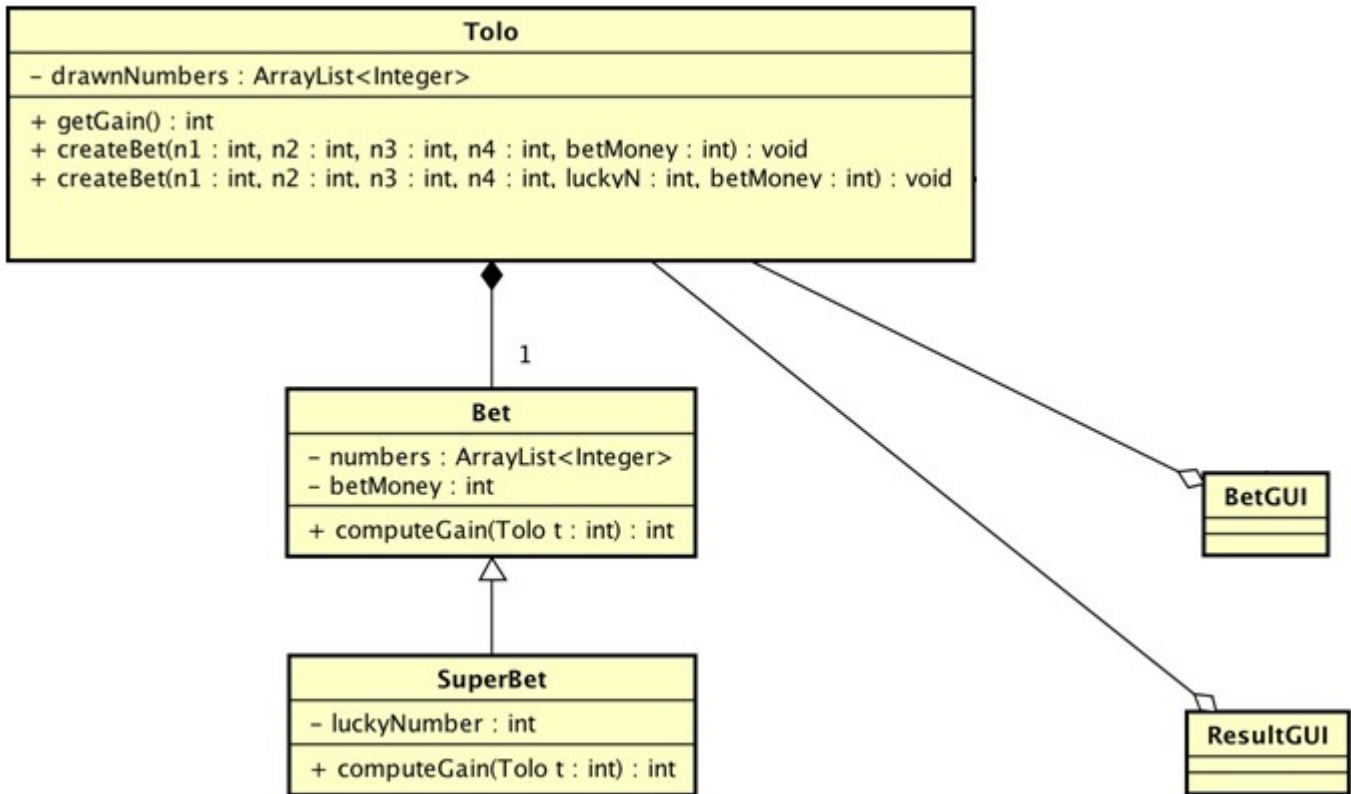 Tolo
- drawnNumbers : ArrayList<Integer>
+ getGain() : int
+ createBet(n1 : int, n2 : int, n3 : int, n4 : int, betMoney : int) : void
+ createBet(n1 : int, n2 : int, n3 : int, n4 : int, luckyN : int, betMoney : int) : void
1
Bet
- numbers : ArrayList<Integer>
- betMoney : int
+ computeGain(Tolo t : int) : int
BetGUI
SuperBet
- luckyNumber : int
+ computeGain(Tolo t : int) : int
ResultGUI